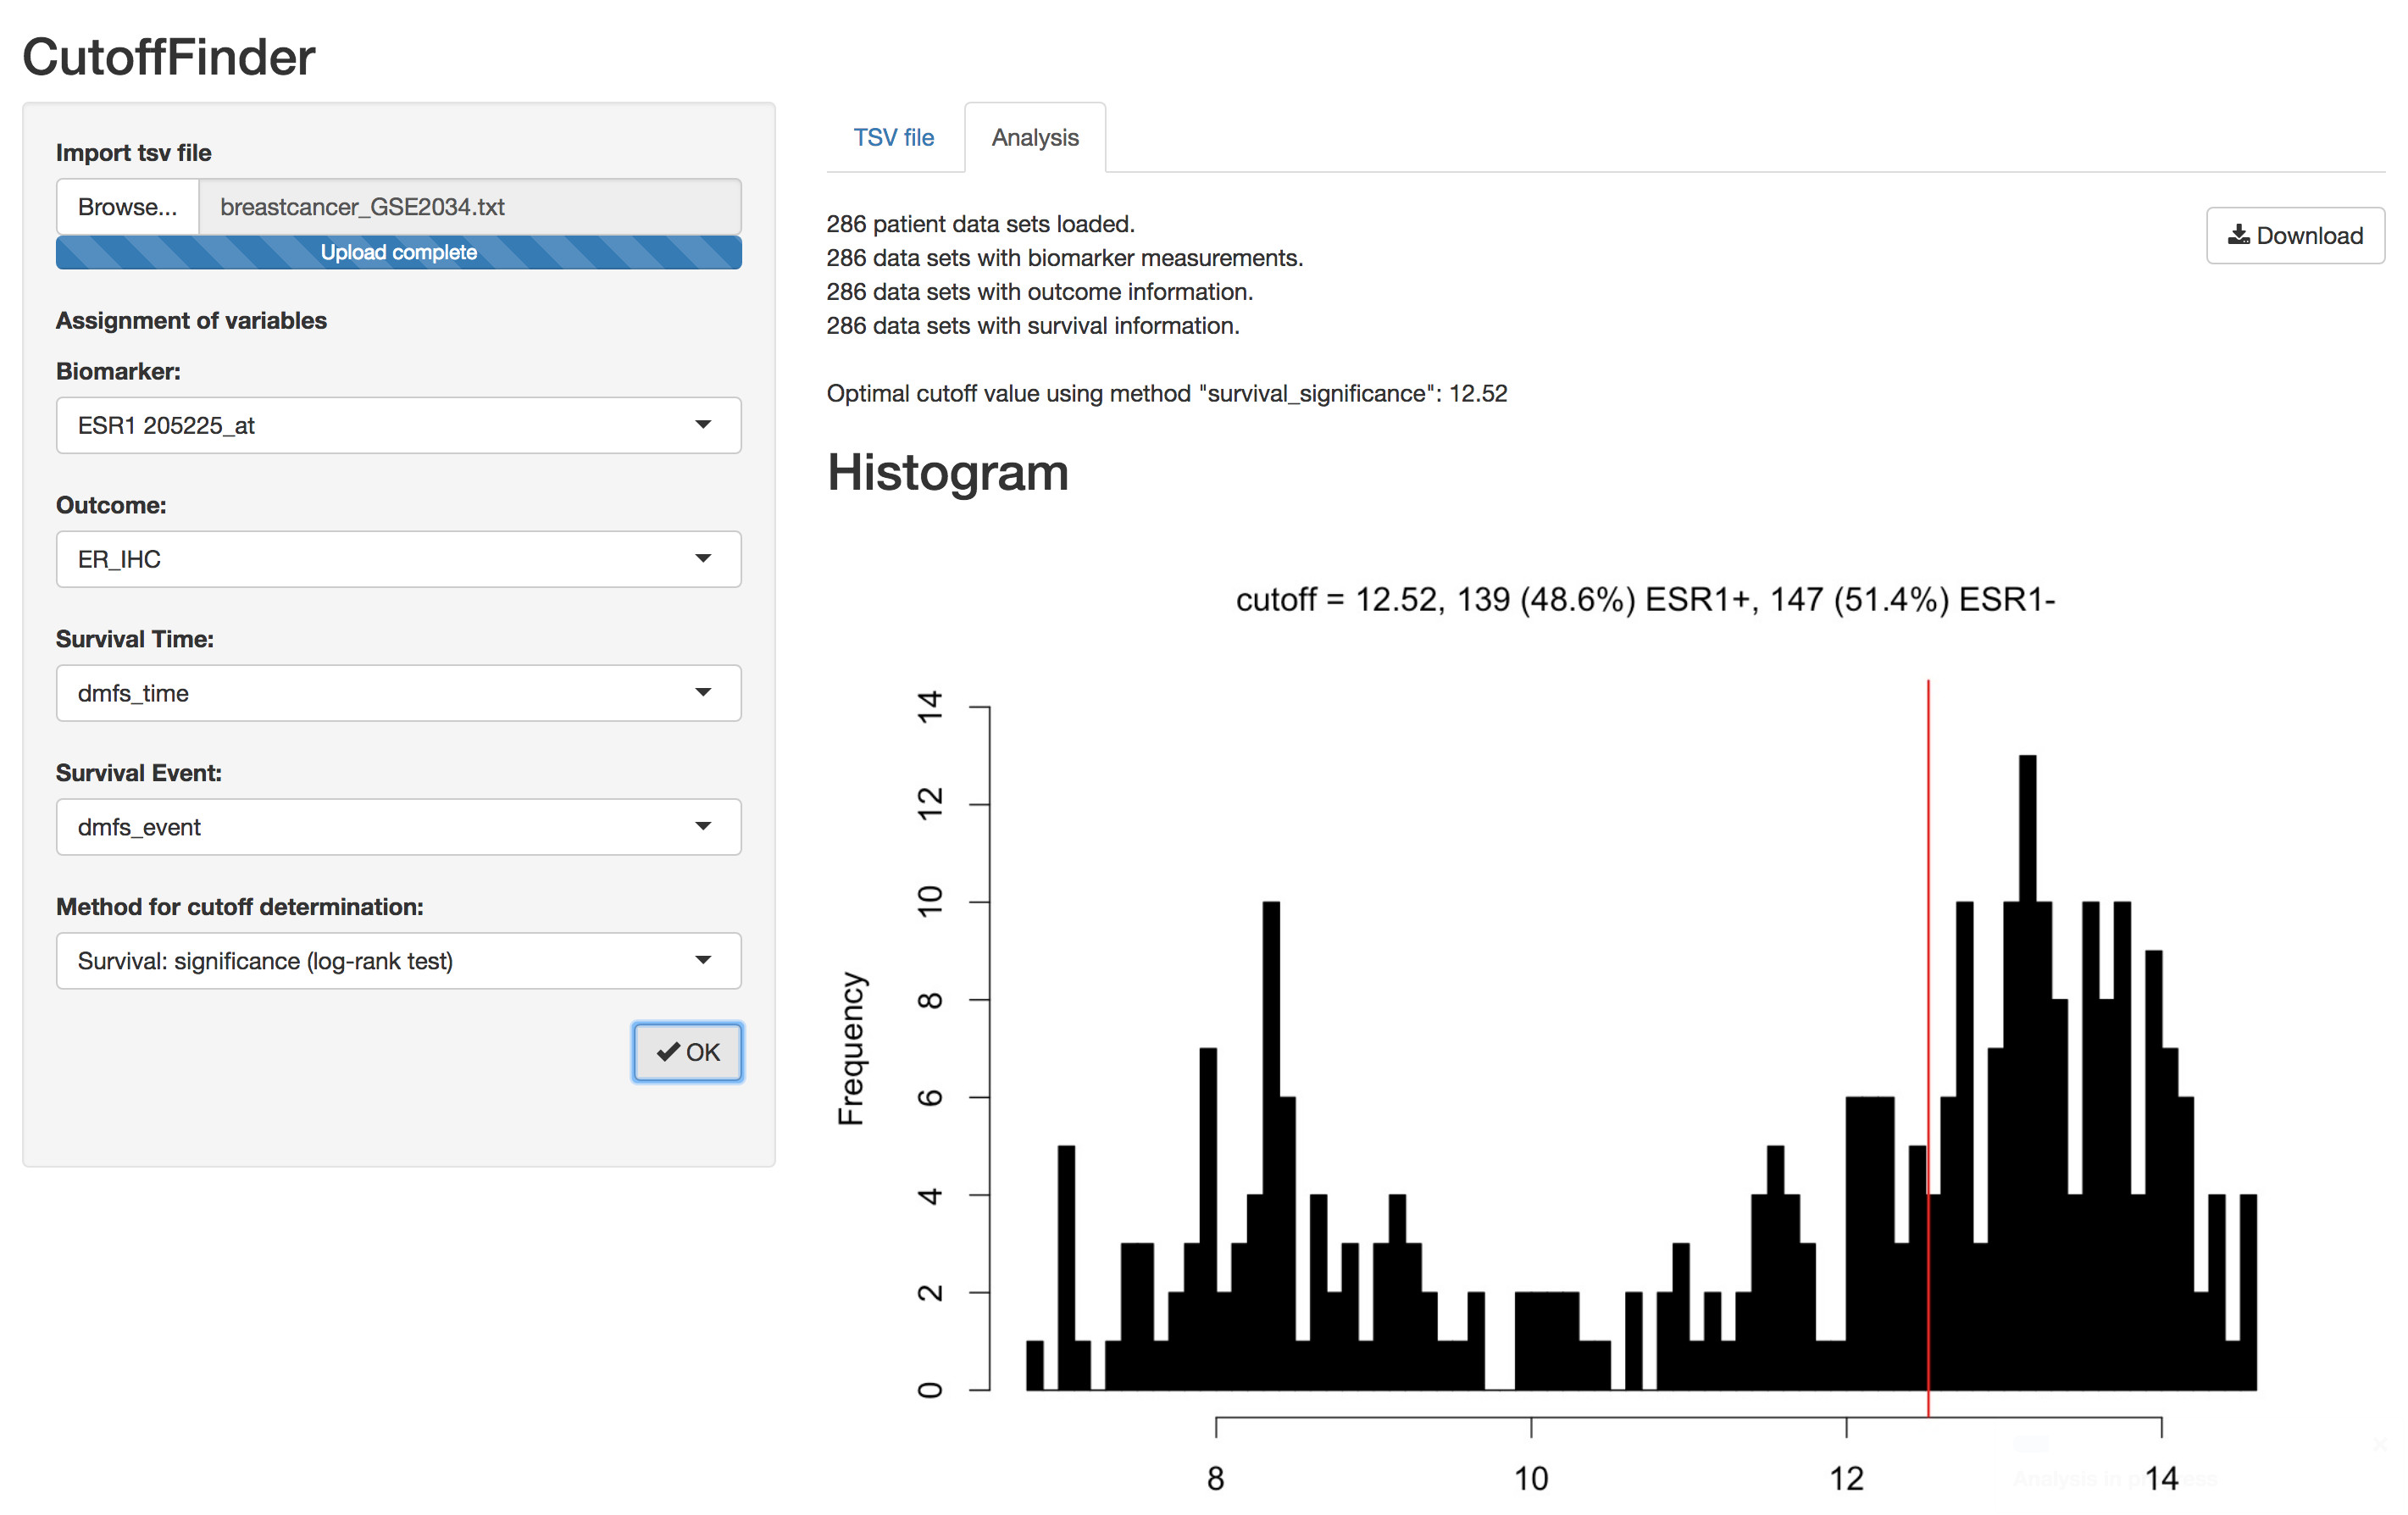 CutoffFinder
Import tsv file
Browse... breastcancer_GSE2034.txt
Upload complete
Assignment of variables
Biomarker:
ESR1 205225_at
Outcome:
ER_IHC
Survival Time:
dmfs_time
Survival Event:
dmfs_event
Method for cutoff determination:
Survival: significance (log-rank test)
OK
TSV file Analysis
286 patient data sets loaded.
286 data sets with biomarker measurements.
286 data sets with outcome information.
286 data sets with survival information.
Download
Optimal cutoff value using method "survival_significance": 12.52
Histogram
cutoff = 12.52, 139 (48.6%) ESR1+, 147 (51.4%) ESR1-
Frequency
14
12
10
8
6
4
2
0
8 10 12 14